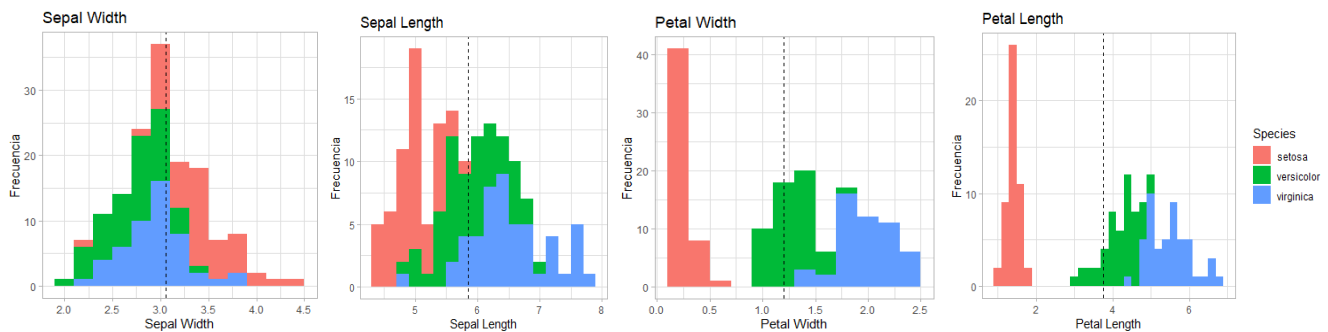 Sepal Width
Frecuencia
30
20
10
0
2.0 2.5 3.0 3.5 4.0 4.5
Sepal Width
Sepal Length
Frecuencia
15
10
5
0
5 6 7 8
Sepal Length
Petal Width
Frecuencia
40
30
20
10
0
0.0 0.5 1.0 1.5 2.0 2.5
Petal Width
Petal Length
Frecuencia
20
10
0
2 4 6
Petal Length
Species
setosa
versicolor
virginica